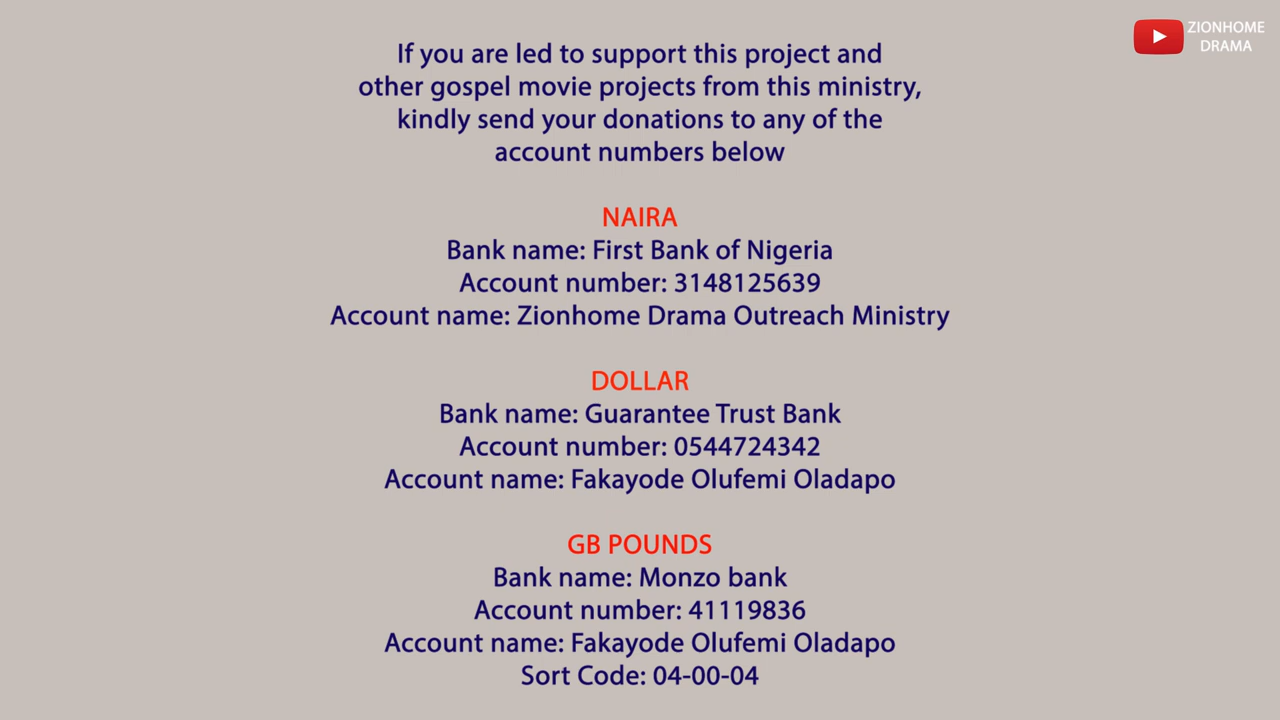 ZIONHOME
DRAMA
If you are led to support this project and
other gospel movie projects from this ministry,
kindly send your donations to any of the
account numbers below
NAIRA
Bank name: First Bank of Nigeria
Account number: 3148125639
Account name: Zionhome Drama Outreach Ministry
DOLLAR
Bank name: Guarantee Trust Bank
Account number: 0544724342
Account name: Fakayode Olufemi Oladapo
GB POUNDS
Bank name: Monzo bank
Account number: 41119836
Account name: Fakayode Olufemi Oladapo
Sort Code: 04-00-04